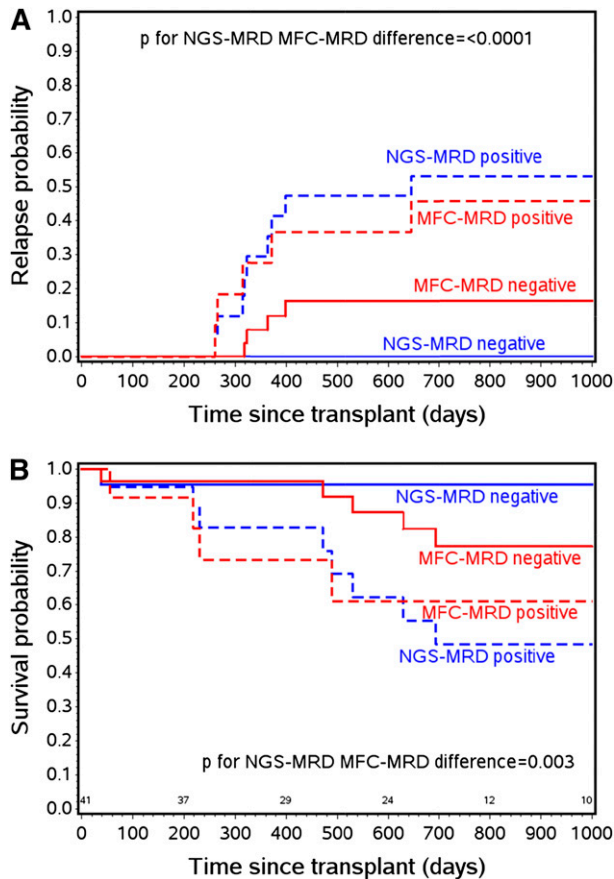 A
p for NGS-MRD MFC-MRD difference=<0.0001
Relapse probability
1.0
0.9
0.8
0.7
0.6
0.5
0.4
0.3
0.2
0.1
0.0
NGS-MRD positive
MFC-MRD positive
MFC-MRD negative
NGS-MRD negative
0 100 200 300 400 500 600 700 800 900 1000
Time since transplant (days)
B
Survival probability
1.0
0.9
0.8
0.7
0.6
0.5
0.4
0.3
0.2
0.1
0.0
NGS-MRD negative
MFC-MRD negative
MFC-MRD positive
NGS-MRD positive
p for NGS-MRD MFC-MRD difference=0.003
41 37 29 24 12 10
0 100 200 300 400 500 600 700 800 900 1000
Time since transplant (days)